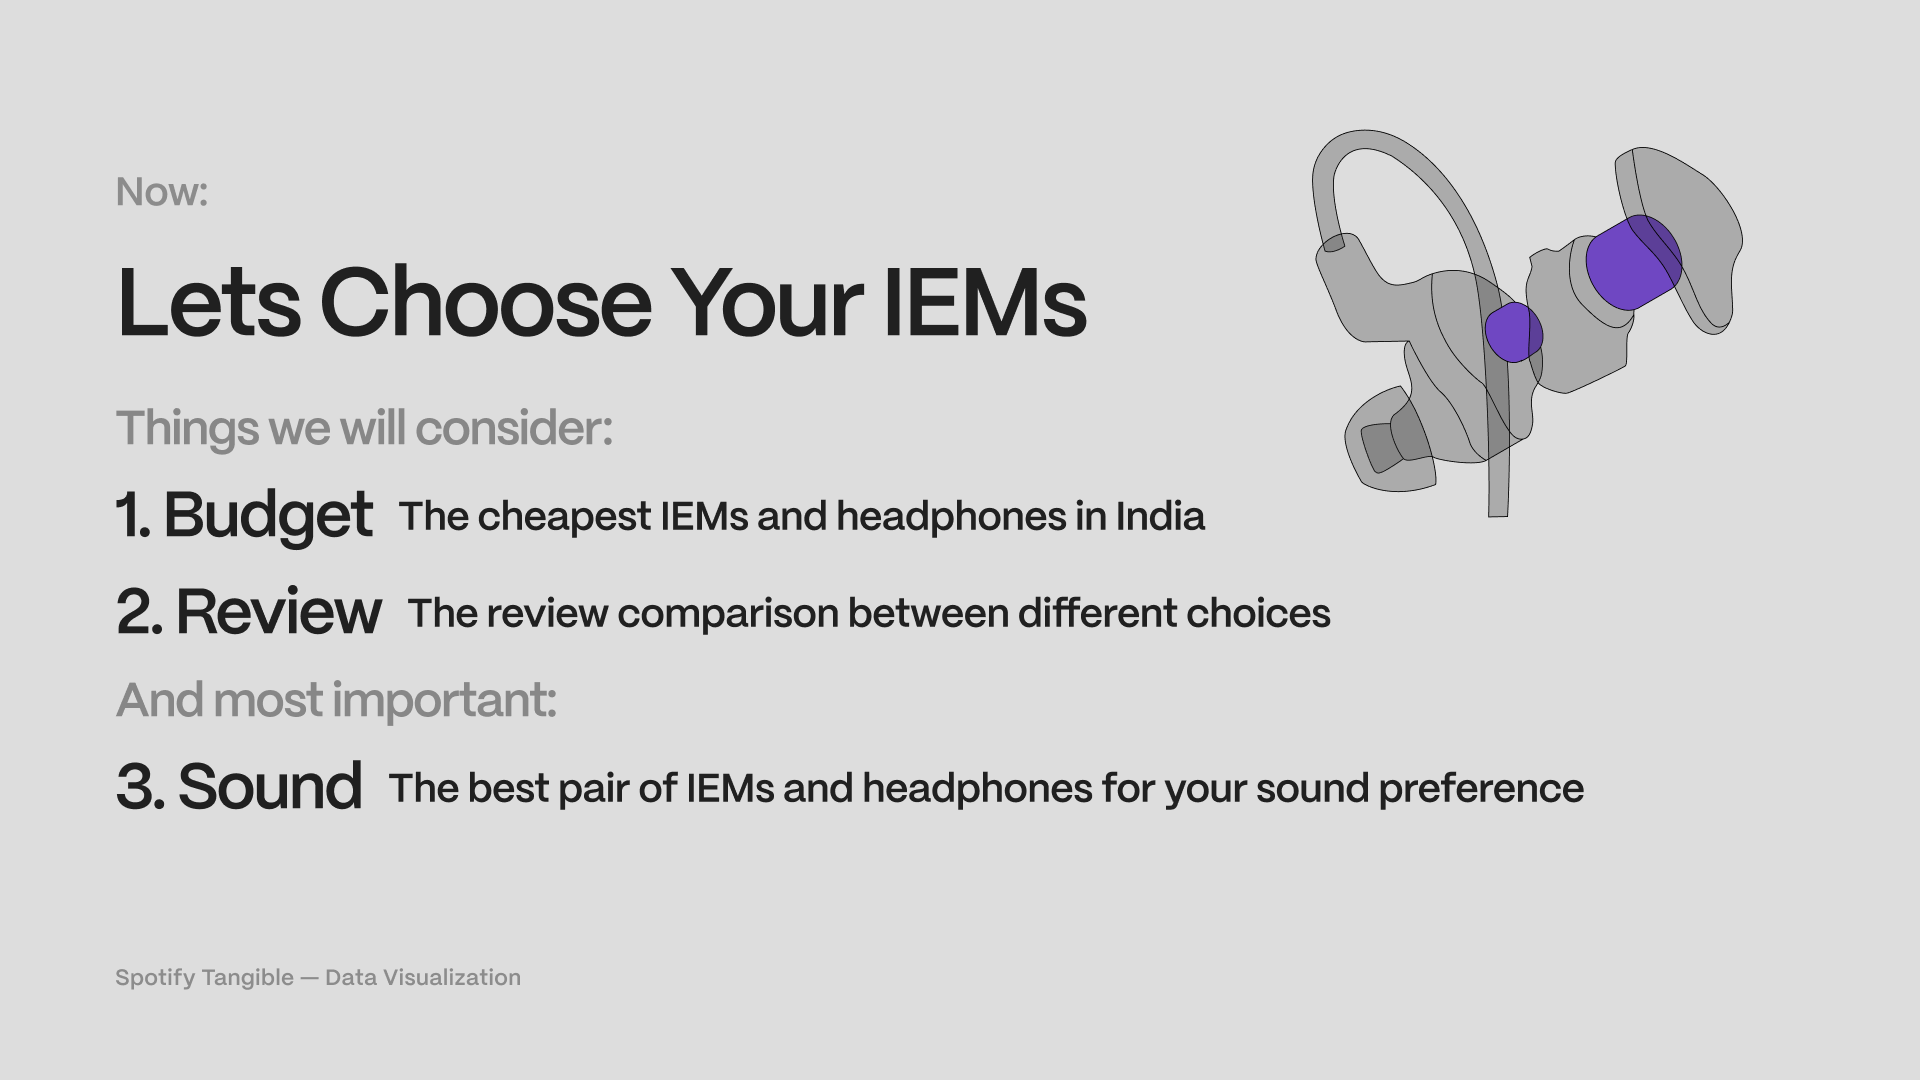 Now:
Lets Choose Your IEMs
Things we will consider:
1. Budget The cheapest IEMs and headphones in India
2. Review The review comparison between different choices
And most important:
3. Sound The best pair of IEMs and headphones for your sound preference
Spotify Tangible — Data Visualization